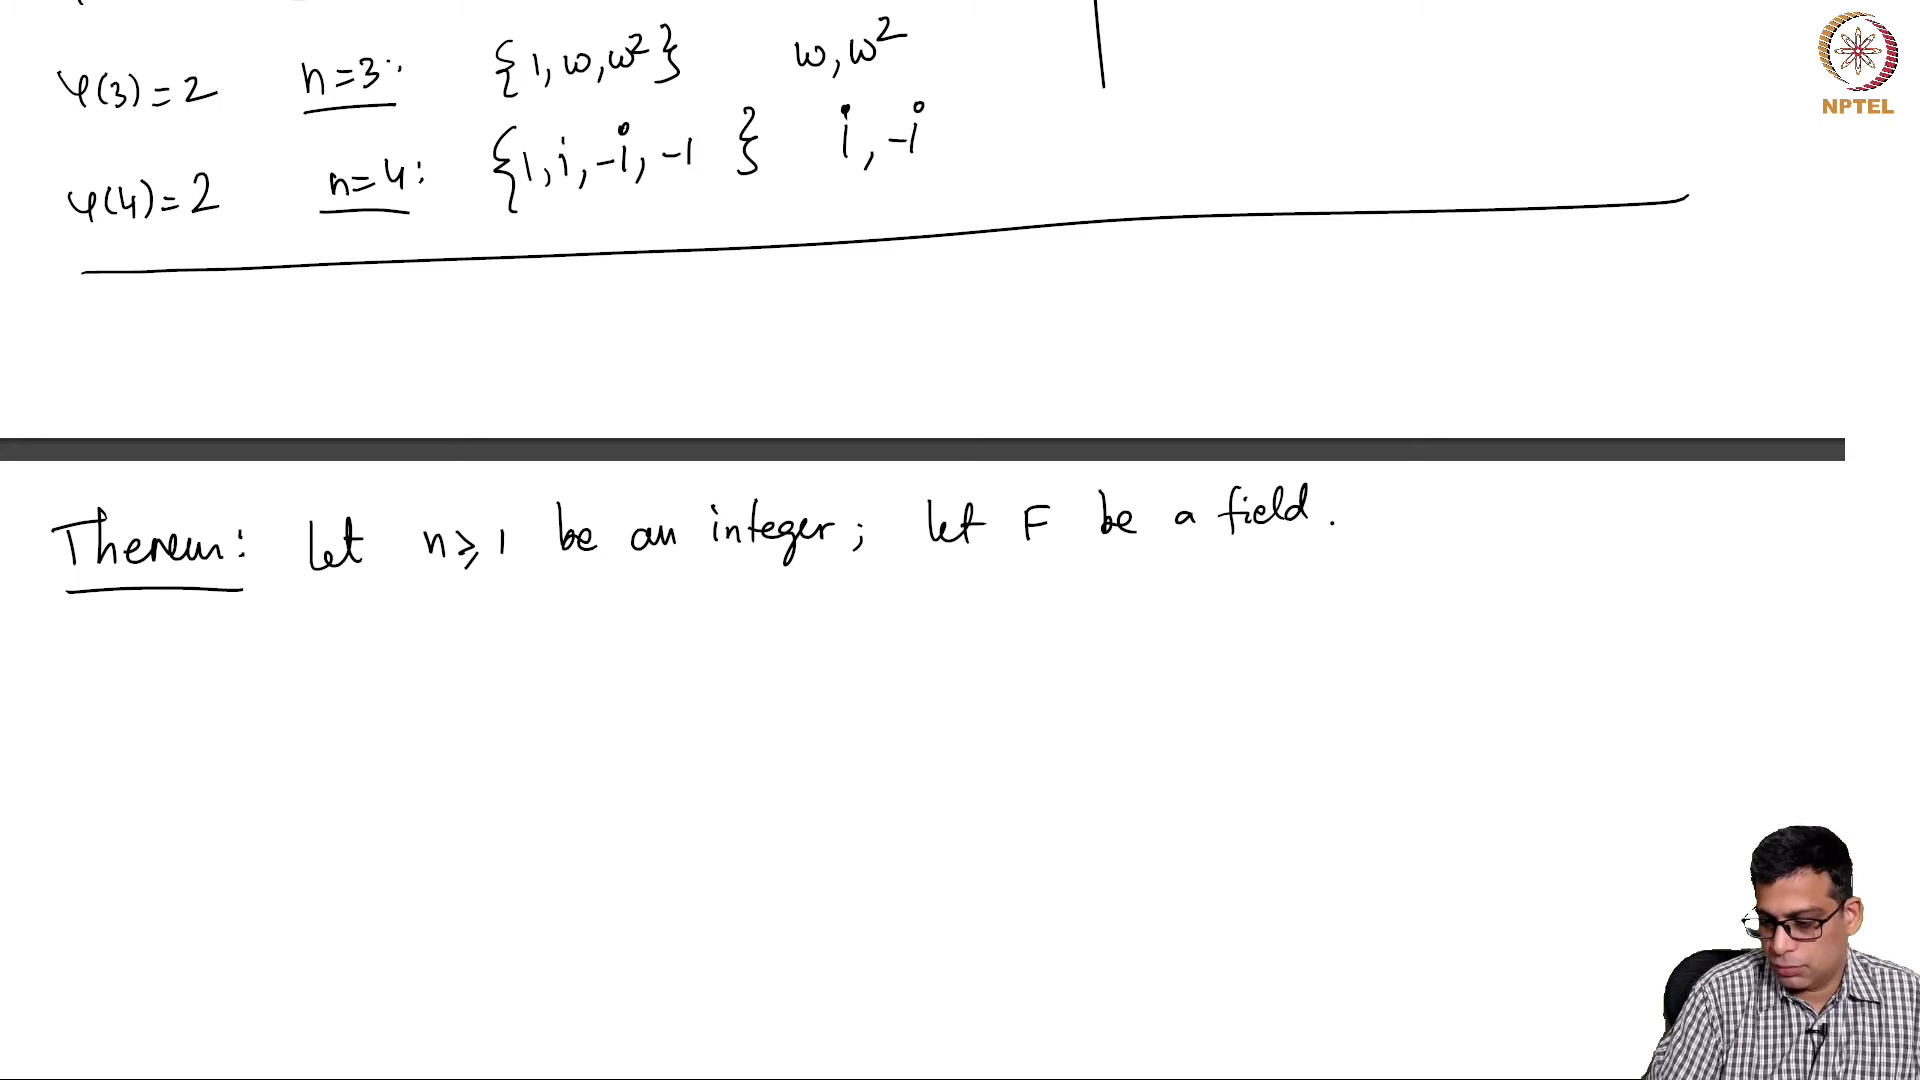 φ(3) = 2 n=3: {1, ω, ω²} ω, ω²
NPTEL
φ(4) = 2 n=4: {1, i, -i, -1 } i, -i
Theorem: Let n ≥ 1 be an integer; let F be a field.